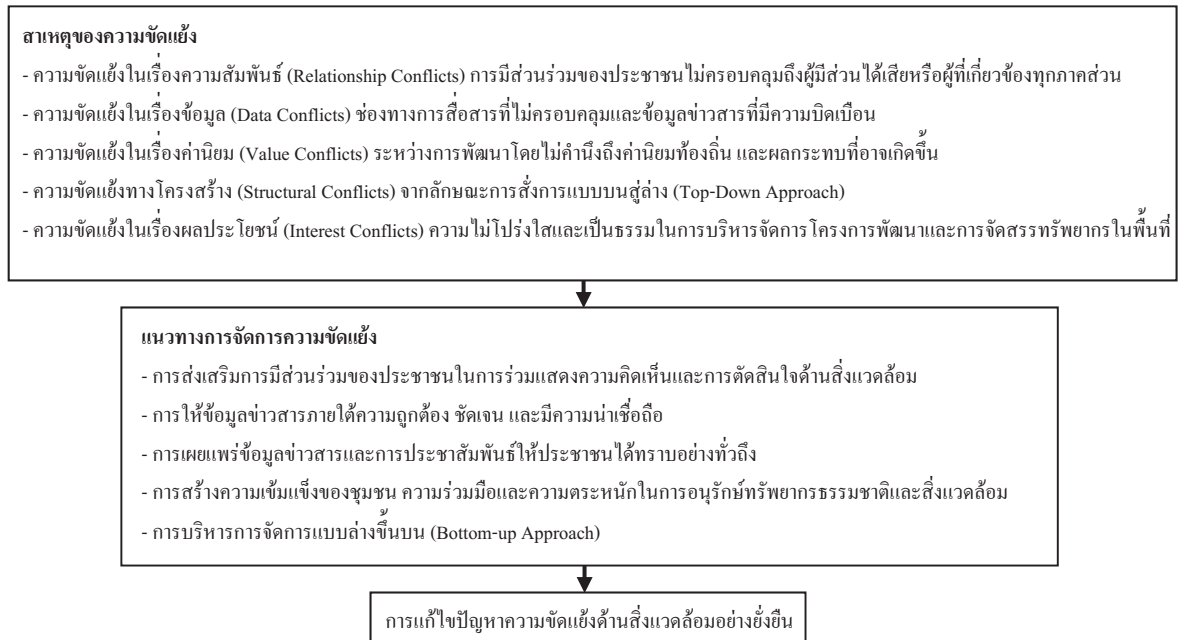 สาเหตุของความขัดแย้ง
- ความขัดแย้งในเรื่องความสัมพันธ์ (Relationship Conflicts) การมีส่วนร่วมของประชาชนไม่ครอบคลุมถึงผู้มีส่วนได้เสียหรือผู้ที่เกี่ยวข้องทุกภาคส่วน
- ความขัดแย้งในเรื่องข้อมูล (Data Conflicts) ช่องทางการสื่อสารที่ไม่ครอบคลุมและข้อมูลข่าวสารที่มีความบิดเบือน
- ความขัดแย้งในเรื่องค่านิยม (Value Conflicts) ระหว่างการพัฒนาโดยไม่คำนึงถึงค่านิยมท้องถิ่น และผลกระทบที่อาจเกิดขึ้น
- ความขัดแย้งทางโครงสร้าง (Structural Conflicts) จากลักษณะการสั่งการแบบบนสู่ล่าง (Top-Down Approach)
- ความขัดแย้งในเรื่องผลประโยชน์ (Interest Conflicts) ความไม่โปร่งใสและเป็นธรรมในการบริหารจัดการโครงการพัฒนาและการจัดสรรทรัพยากรในพื้นที่
แนวทางการจัดการความขัดแย้ง
- การส่งเสริมการมีส่วนร่วมของประชาชนในการร่วมแสดงความคิดเห็นและการตัดสินใจด้านสิ่งแวดล้อม
- การให้ข้อมูลข่าวสารภายใต้ความถูกต้อง ชัดเจน และมีความน่าเชื่อถือ
- การเผยแพร่ข้อมูลข่าวสารและการประชาสัมพันธ์ให้ประชาชนได้ทราบอย่างทั่วถึง
- การสร้างความเข้มแข็งของชุมชน ความร่วมมือและความตระหนักในการอนุรักษ์ทรัพยากรธรรมชาติและสิ่งแวดล้อม
- การบริหารการจัดการแบบล่างขึ้นบน (Bottom-up Approach)
การแก้ไขปัญหาความขัดแย้งด้านสิ่งแวดล้อมอย่างยั่งยืน